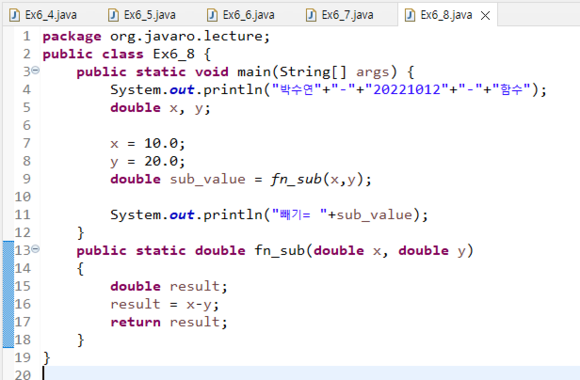 Ex6_4.java Ex6_5.java Ex6_6.java Ex6_7.java Ex6_8.java
1 package org.javaro.lecture;
2 public class Ex6_8 {
3 public static void main(String[] args) {
4 System.out.println("박수연"+"-"+"20221012"+"-"+"함수");
5 double x, y;
6
7 x = 10.0;
8 y = 20.0;
9 double sub_value = fn_sub(x,y);
10
11 System.out.println("빼기= "+sub_value);
12 }
13 public static double fn_sub(double x, double y)
14 {
15 double result;
16 result = x-y;
17 return result;
18 }
19 }
20